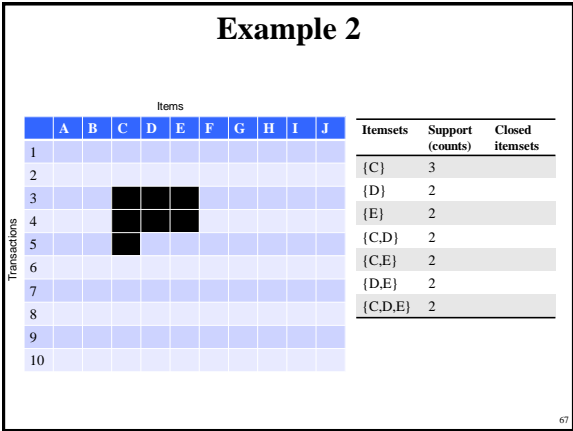 Example 2
Items
A B C D E F G H I J
1
2
3
4
5
6
7
8
9
10
Transactions
Itemsets Support Closed
(counts) itemsets
{C} 3
{D} 2
{E} 2
{C,D} 2
{C,E} 2
{D,E} 2
{C,D,E} 2
67